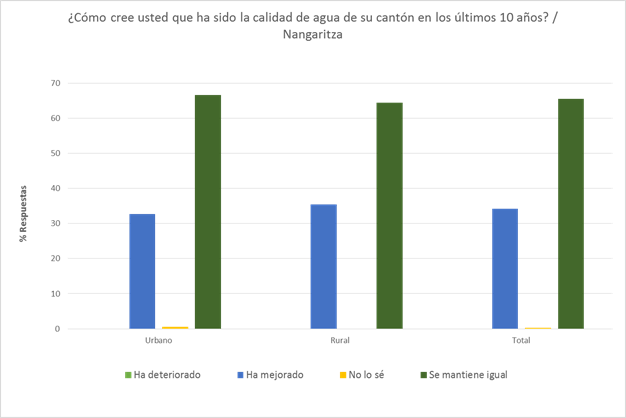 ¿Cómo cree usted que ha sido la calidad de agua de su cantón en los últimos 10 años? /
Nangaritza
70
60
50
40
30
20
10
0
% Respuestas
Urbano Rural Total
Ha deteriorado Ha mejorado No lo sé Se mantiene igual